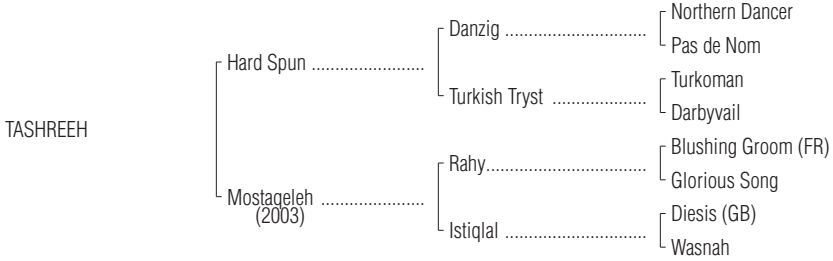 Northern Dancer
Danzig ..............................
Pas de Nom
Hard Spun ........................
Turkoman
Turkish Tryst ....................
Darbyvail
TASHREEH
Blushing Groom (FR)
Rahy..................................
Glorious Song
Mostaqeleh ......................
(2003)
Diesis (GB)
Istiqlal ..............................
Wasnah